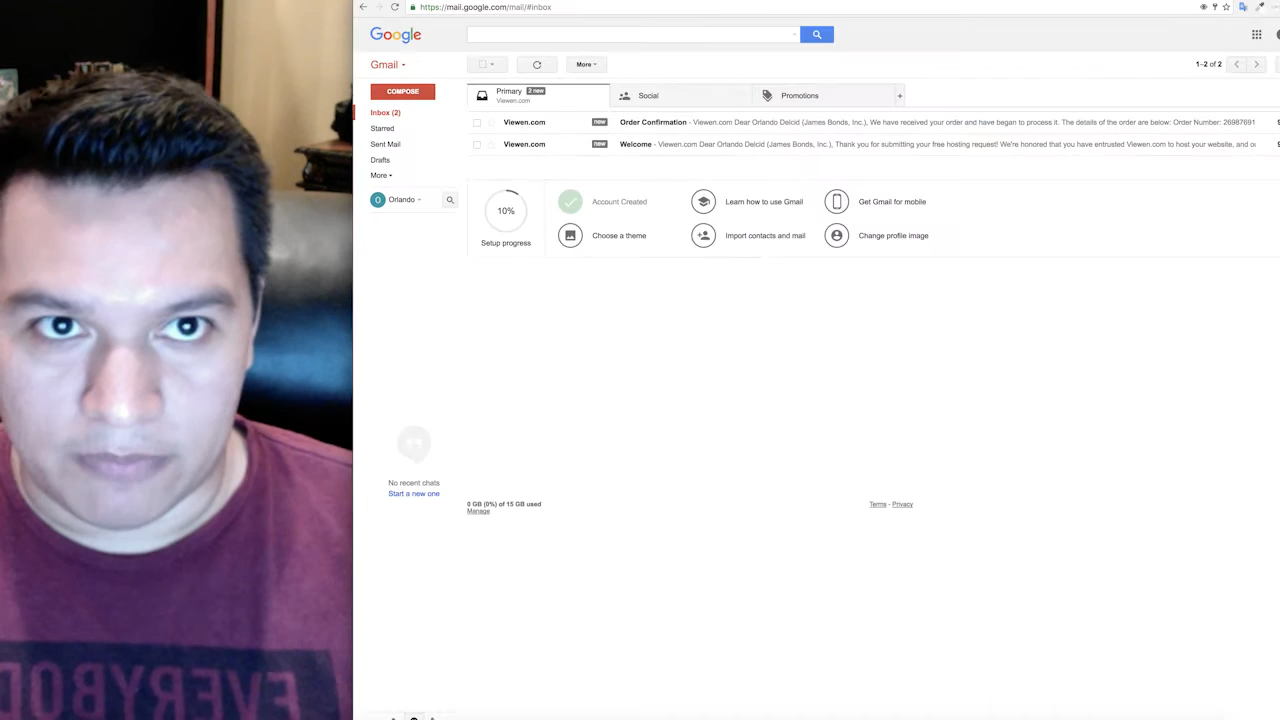 https://mail.google.com/mail/#inbox
Google
Gmail
More
1–2 of 2
COMPOSE
Primary 2 new
Viewen.com
Social
Promotions
+
Inbox (2)
Starred
Sent Mail
Drafts
More
O Orlando
Viewen.com new Order Confirmation - Viewen.com Dear Orlando Delcid (James Bonds, Inc.), We have received your order and have began to process it. The details of the order are below: Order Number: 26987691
Viewen.com new Welcome - Viewen.com Dear Orlando Delcid (James Bonds, Inc.), Thank you for submitting your free hosting request! We're honored that you have entrusted Viewen.com to host your website, and
10%
Setup progress
Account Created
Learn how to use Gmail
Get Gmail for mobile
Choose a theme
Import contacts and mail
Change profile image
No recent chats
Start a new one
0 GB (0%) of 15 GB used
Manage
Terms - Privacy
EVERYBOD